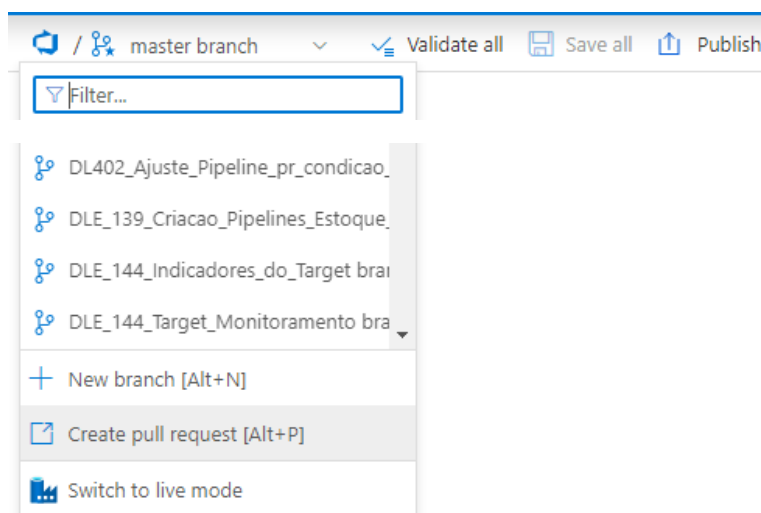 / master branch Validate all Save all Publish
Filter...
DL402_Ajuste_Pipeline_pr_condicao_
DLE_139_Criacao_Pipelines_Estoque_
DLE_144_Indicadores_do_Target bra
DLE_144_Target_Monitoramento bra
New branch [Alt+N]
Create pull request [Alt+P]
Switch to live mode